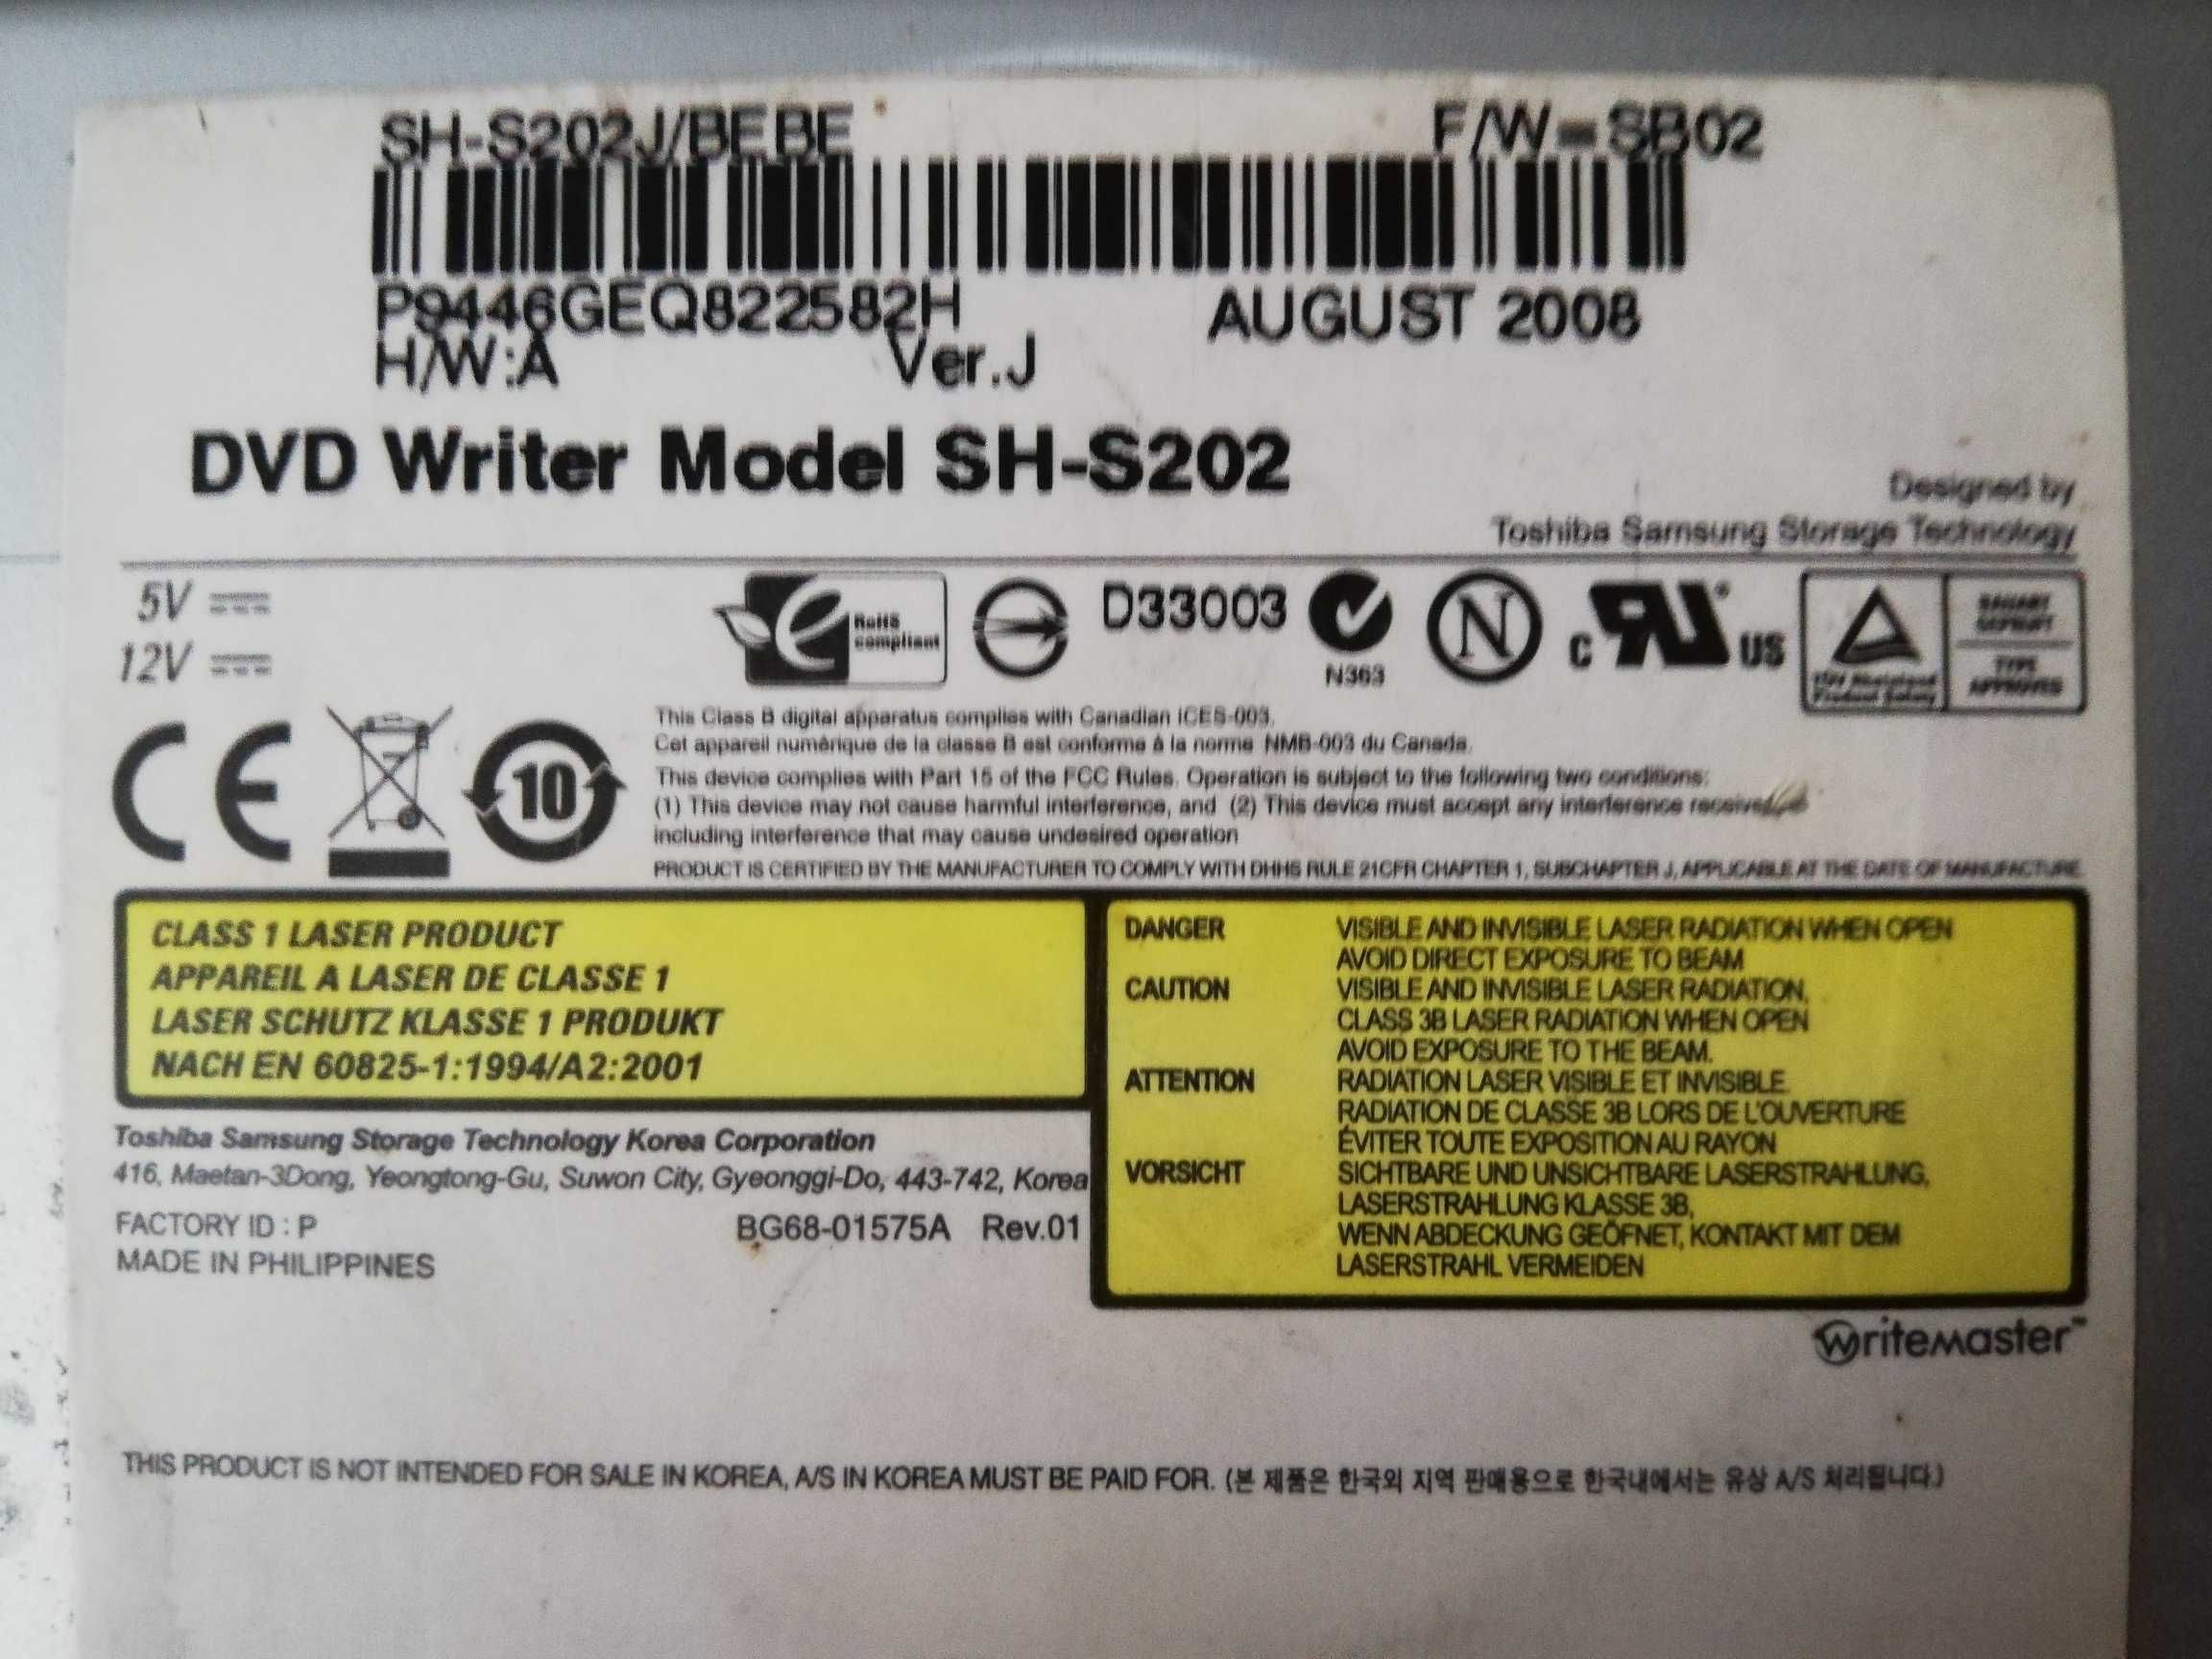 SH-S202J/BEBE F/W-SB02
P9446GEQ822582H AUGUST 2008
H/W:A Ver.J
DVD Writer Model SH-S202
Designed by
Toshiba Samsung Storage Technology
5V
12V
RoHS
compliant
D33003
N363
N
c UL US
TÜV Rheinland
Product Safety
BAUART
GEPRÜFT
TYPE
APPROVED
CE
10
This Class B digital apparatus complies with Canadian ICES-003.
Cet appareil numérique de la classe B est conforme à la norme NMB-003 du Canada.
This device complies with Part 15 of the FCC Rules. Operation is subject to the following two conditions:
(1) This device may not cause harmful interference, and (2) This device must accept any interference received,
including interference that may cause undesired operation
PRODUCT IS CERTIFIED BY THE MANUFACTURER TO COMPLY WITH DHHS RULE 21CFR CHAPTER 1, SUBCHAPTER J, APPLICABLE AT THE DATE OF MANUFACTURE.
CLASS 1 LASER PRODUCT
APPAREIL A LASER DE CLASSE 1
LASER SCHUTZ KLASSE 1 PRODUKT
NACH EN 60825-1:1994/A2:2001
DANGER VISIBLE AND INVISIBLE LASER RADIATION WHEN OPEN
AVOID DIRECT EXPOSURE TO BEAM
CAUTION VISIBLE AND INVISIBLE LASER RADIATION,
CLASS 3B LASER RADIATION WHEN OPEN
AVOID EXPOSURE TO THE BEAM.
ATTENTION RADIATION LASER VISIBLE ET INVISIBLE
RADIATION DE CLASSE 3B LORS DE L'OUVERTURE
ÉVITER TOUTE EXPOSITION AU RAYON
VORSICHT SICHTBARE UND UNSICHTBARE LASERSTRAHLUNG,
LASERSTRAHLUNG KLASSE 3B,
WENN ABDECKUNG GEÖFNET, KONTAKT MIT DEM
LASERSTRAHL VERMEIDEN
Toshiba Samsung Storage Technology Korea Corporation
416, Maetan-3Dong, Yeongtong-Gu, Suwon City, Gyeonggi-Do, 443-742, Korea
FACTORY ID : P BG68-01575A Rev.01
MADE IN PHILIPPINES
Writemaster™
THIS PRODUCT IS NOT INTENDED FOR SALE IN KOREA, A/S IN KOREA MUST BE PAID FOR. (본 제품은 한국외 지역 판매용으로 한국내에서는 유상 A/S 처리됩니다.)